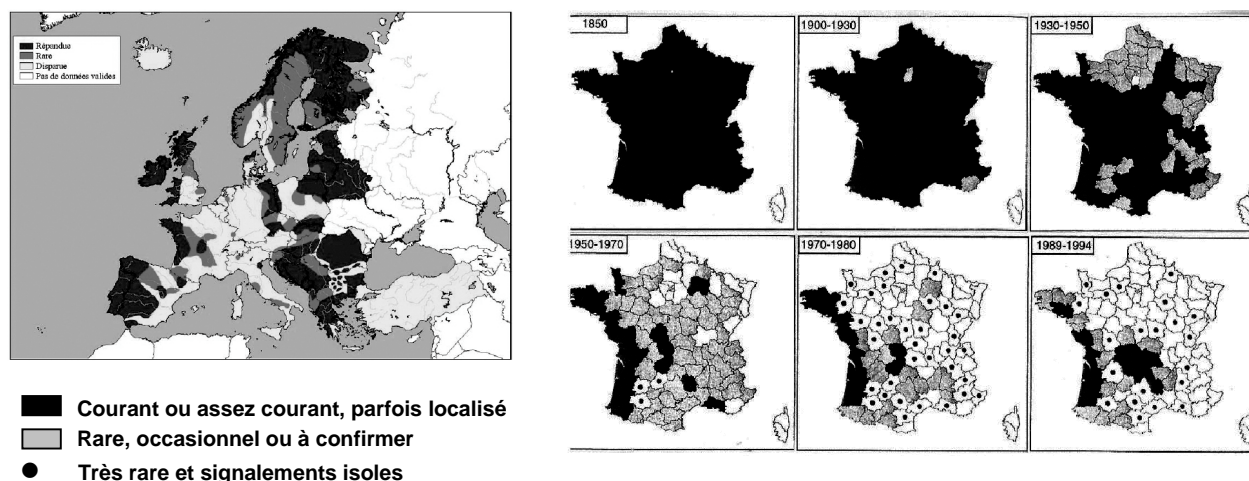 Répandue
Rare
Disparue
Pas de données valides
1850
1900-1930
1930-1950
1950-1970
1970-1980
1989-1994
Courant ou assez courant, parfois localisé
Rare, occasionnel ou à confirmer
Très rare et signalements isoles